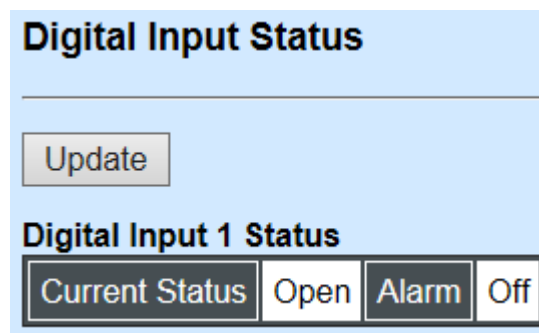 Digital Input Status
Update
Digital Input 1 Status
Current Status Open Alarm Off